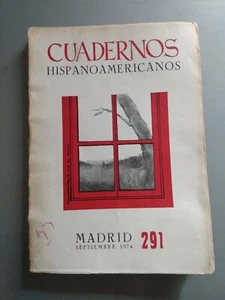 CUADERNOS
HISPANOAMERICANOS
MADRID
SEPTIEMBRE 1974
291